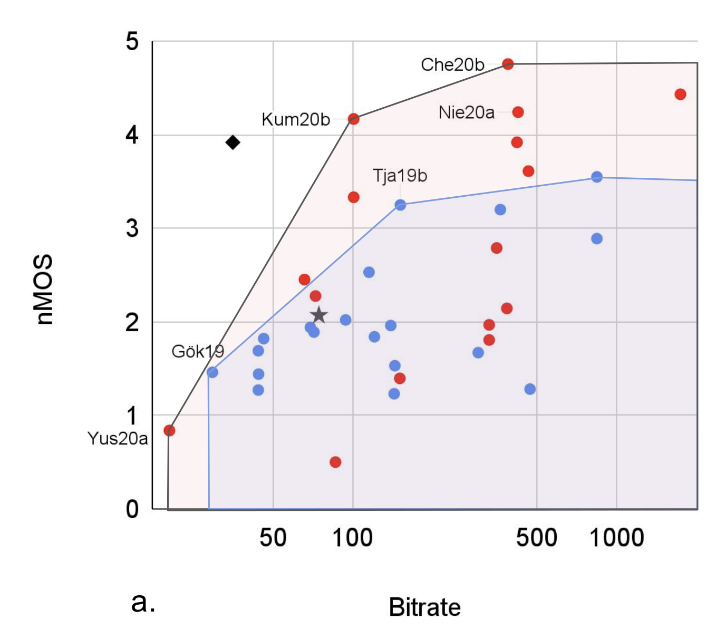 5
Che20b
Nie20a
Kum20b
4
Tja19b
3
nMOS
2
Gök19
1
Yus20a
0
50
100
500
1000
a.
Bitrate